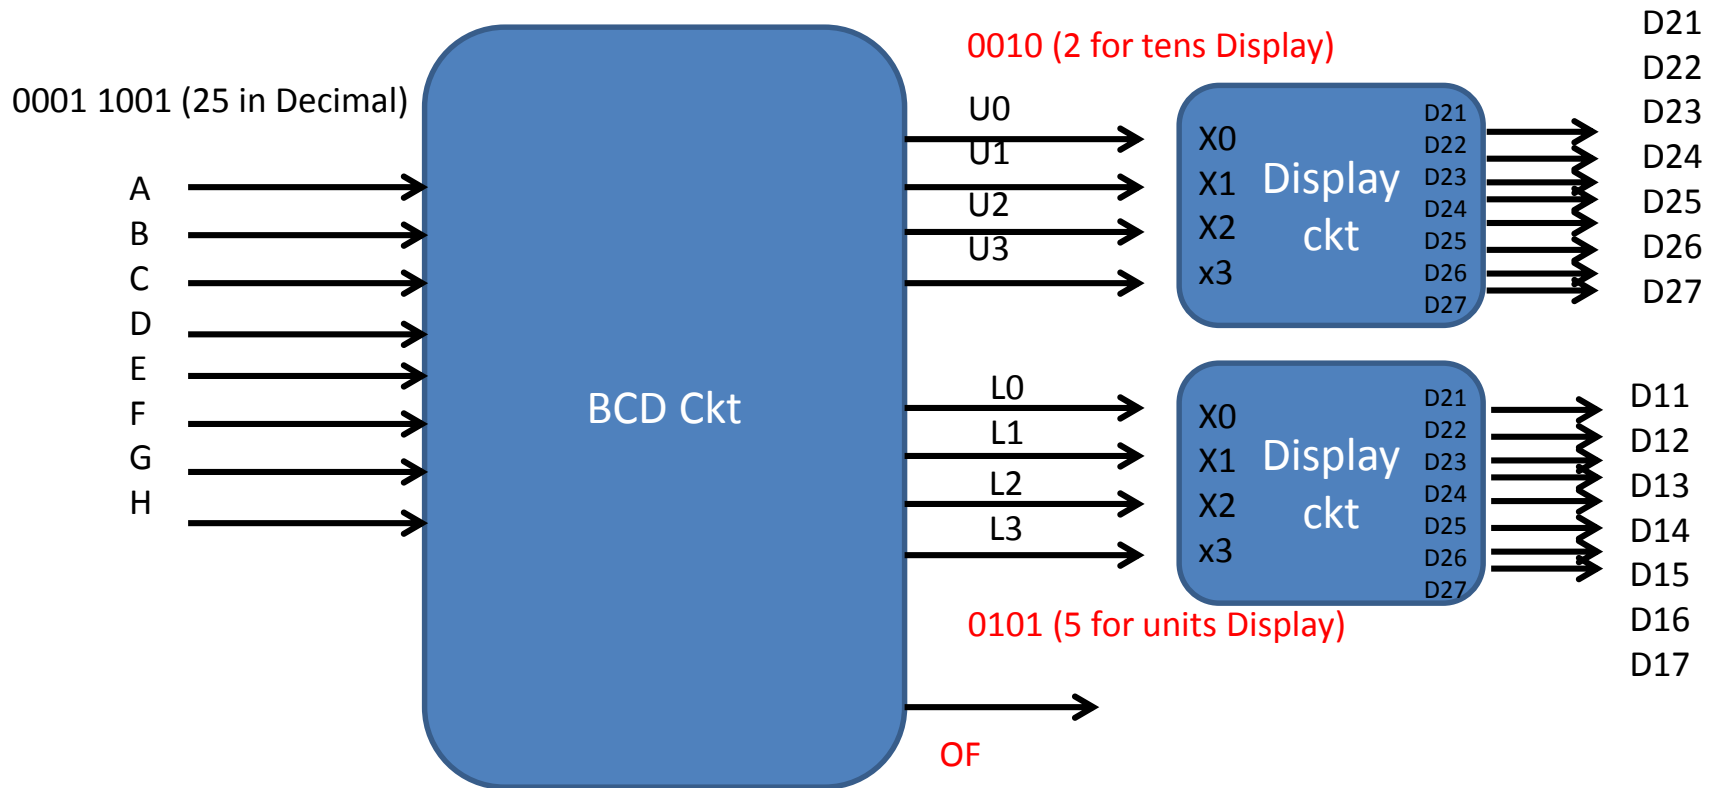 0001 1001 (25 in Decimal)
A
B
C
D
E
F
G
H
BCD Ckt
0010 (2 for tens Display)
U0
U1
U2
U3
X0
X1
X2
x3
Display
ckt
D21
D22
D23
D24
D25
D26
D27
D21
D22
D23
D24
D25
D26
D27
L0
L1
L2
L3
X0
X1
X2
x3
Display
ckt
D21
D22
D23
D24
D25
D26
D27
D11
D12
D13
D14
D15
D16
D17
0101 (5 for units Display)
OF